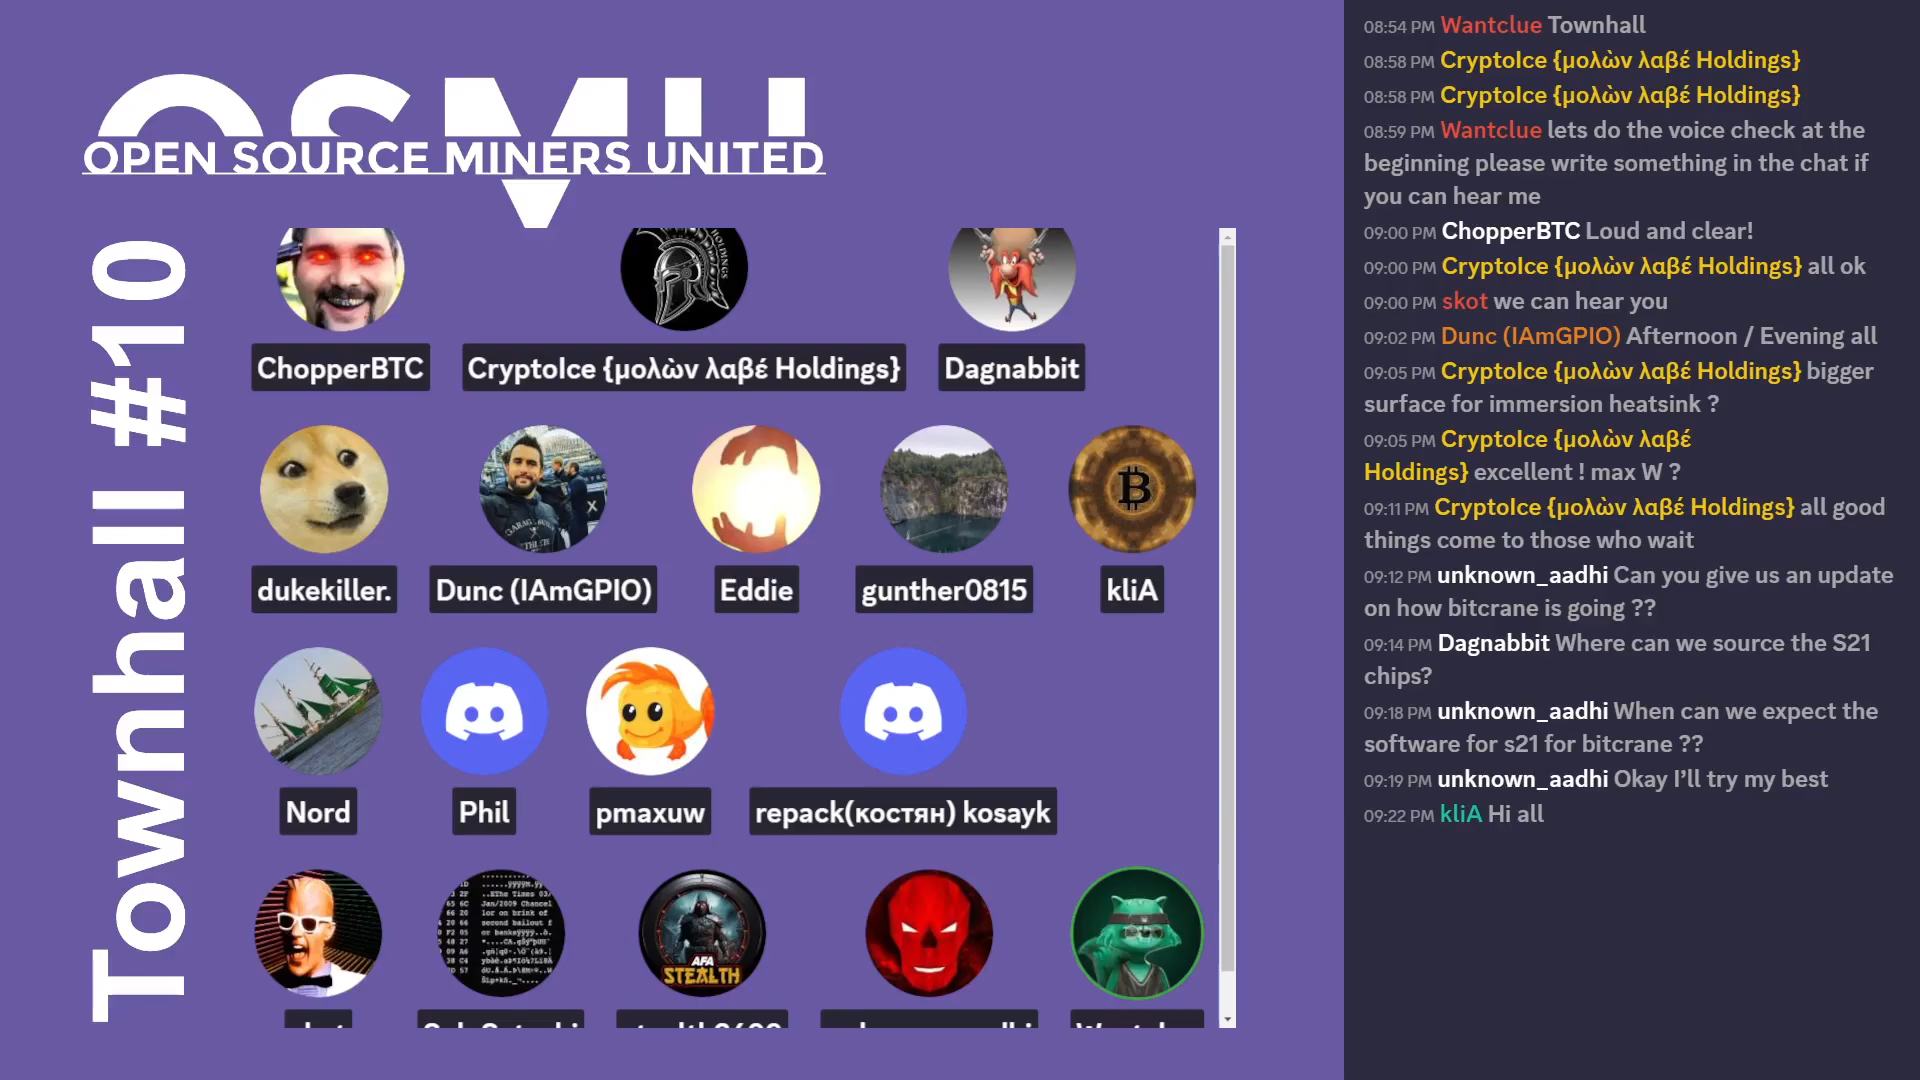 OSMU
OPEN SOURCE MINERS UNITED
Townhall #10
ChopperBTC
CryptoIce {μολὼν λαβέ Holdings}
Dagnabbit
dukekiller.
Dunc (IAmGPIO)
Eddie
gunther0815
kliA
Nord
Phil
pmaxuw
repack(костян) kosayk
AFA
STEALTH
08:54 PM Wantclue Townhall
08:58 PM CryptoIce {μολὼν λαβέ Holdings}
08:58 PM CryptoIce {μολὼν λαβέ Holdings}
08:59 PM Wantclue lets do the voice check at the
beginning please write something in the chat if
you can hear me
09:00 PM ChopperBTC Loud and clear!
09:00 PM CryptoIce {μολὼν λαβέ Holdings} all ok
09:00 PM skot we can hear you
09:02 PM Dunc (IAmGPIO) Afternoon / Evening all
09:05 PM CryptoIce {μολὼν λαβέ Holdings} bigger
surface for immersion heatsink ?
09:05 PM CryptoIce {μολὼν λαβέ
Holdings} excellent ! max W ?
09:11 PM CryptoIce {μολὼν λαβέ Holdings} all good
things come to those who wait
09:12 PM unknown_aadhi Can you give us an update
on how bitcrane is going ??
09:14 PM Dagnabbit Where can we source the S21
chips?
09:18 PM unknown_aadhi When can we expect the
software for s21 for bitcrane ??
09:19 PM unknown_aadhi Okay I’ll try my best
09:22 PM kliA Hi all